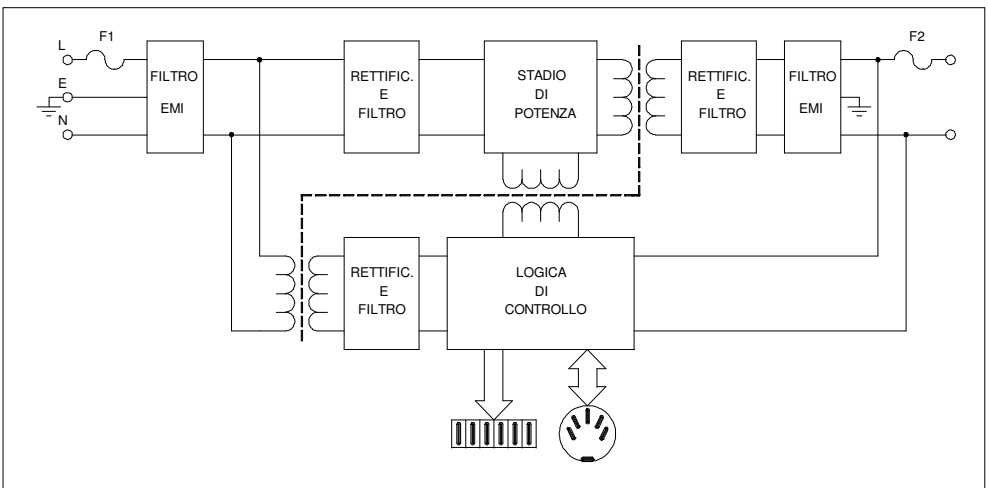 F1
F2
L
E
N
FILTRO
EMI
RETTIFIC.
E
FILTRO
STADIO
DI
POTENZA
RETTIFIC.
E
FILTRO
FILTRO
EMI
RETTIFIC.
E
FILTRO
LOGICA
DI
CONTROLLO